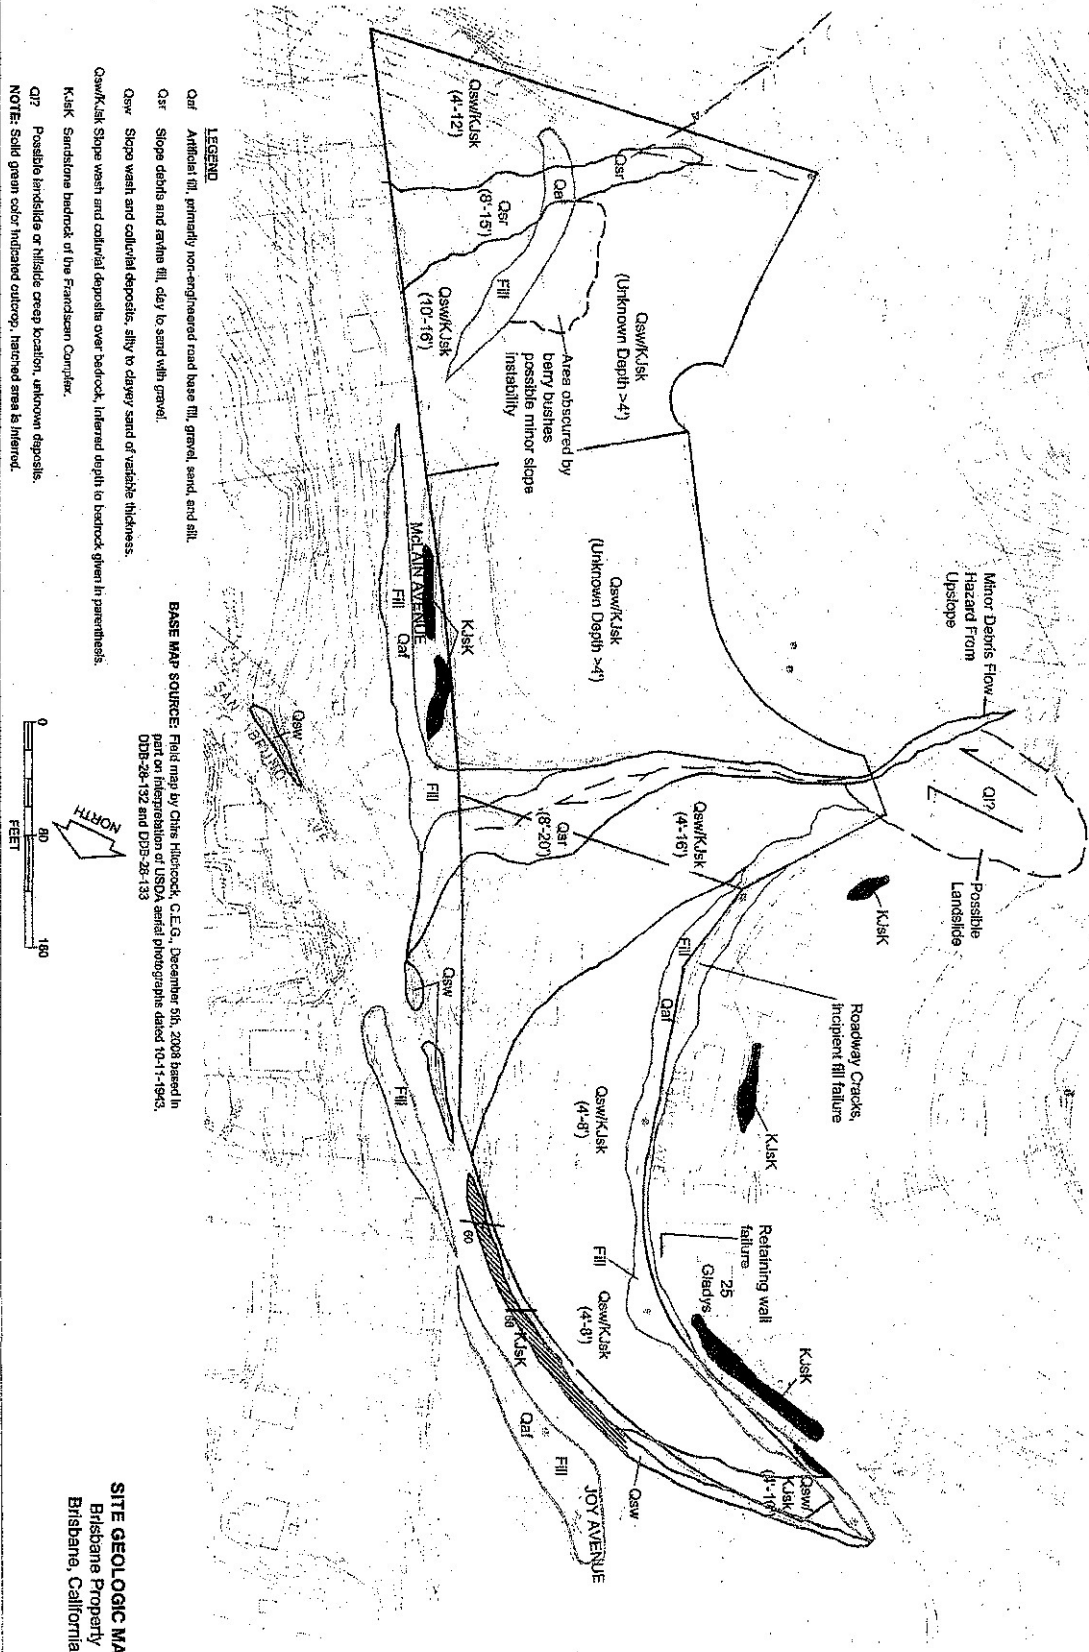 Minor Debris Flow
Hazard From
Upslope
Ql?
Possible
Landslide
KJsK
Roadway Cracks,
incipient fill failure
KJsK
Retaining wall
failure
25
Gladys
KJsK
Qsw/
KJsk
Qsw/KJsk
(Unknown Depth >4')
Qsw/KJsk
(Unknown Depth >4')
Qsw/KJsk
(4'-16')
Fill
Qaf
Qsw/KJsk
(4'-8')
Fill
Qsw/KJsk
(4'-8')
Qsw/KJsk
(4'-12')
Qsr
Qaf
Qsr
(8'-15')
Fill
Qsw/KJsk
(10'-16')
Area obscured by
berry bushes
possible minor slope
instability
McLAIN AVENUE
KJsK
Fill
Qaf
Fill
Qsr
(8'-20')
Qsw
Fill
60
KJsK
Qaf
Fill
JOY AVENUE
Qsw
Qsw
SAN BRUNO
LEGEND
Qaf Artificial fill, primarily non-engineered road base fill, gravel, sand, and silt.
Qsr Slope debris and ravine fill, clay to sand with gravel.
Qsw Slope wash and colluvial deposits, silty to clayey sand of variable thickness.
Qsw/KJsk Slope wash and colluvial deposits over bedrock, inferred depth to bedrock given in parenthesis.
KJsK Sandstone bedrock of the Franciscan Complex.
Ql? Possible landslide or hillside creep location, unknown deposits.
NOTE: Solid green color indicated outcrop, hatched area is inferred.
BASE MAP SOURCE: Field map by Chris Hitchcock, C.E.G., December 5th, 2008 based in
part on interpretation of USDA aerial photographs dated 10-11-1943,
DDB-28-132 and DDB-28-133
NORTH
0 80 160
FEET
SITE GEOLOGIC MA
Brisbane Property
Brisbane, California